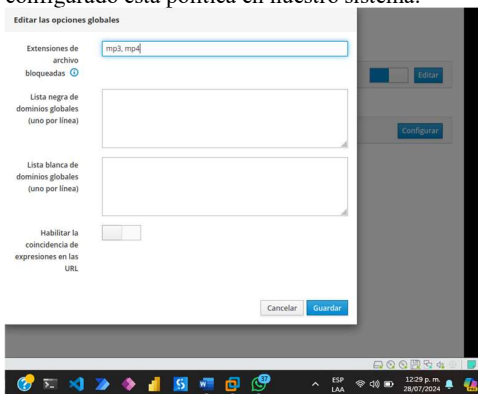 configurado esta política en nuestro sistema.
Editar las opciones globales
Extensiones de
archivo
bloqueadas
mp3, mp4
Editar
Lista negra de
dominios globales
(uno por línea)
Configurar
Lista blanca de
dominios globales
(uno por línea)
Habilitar la
coincidencia de
expresiones en las
URL
Cancelar Guardar
37
ESP
LAA
12:29 p. m.
28/07/2024